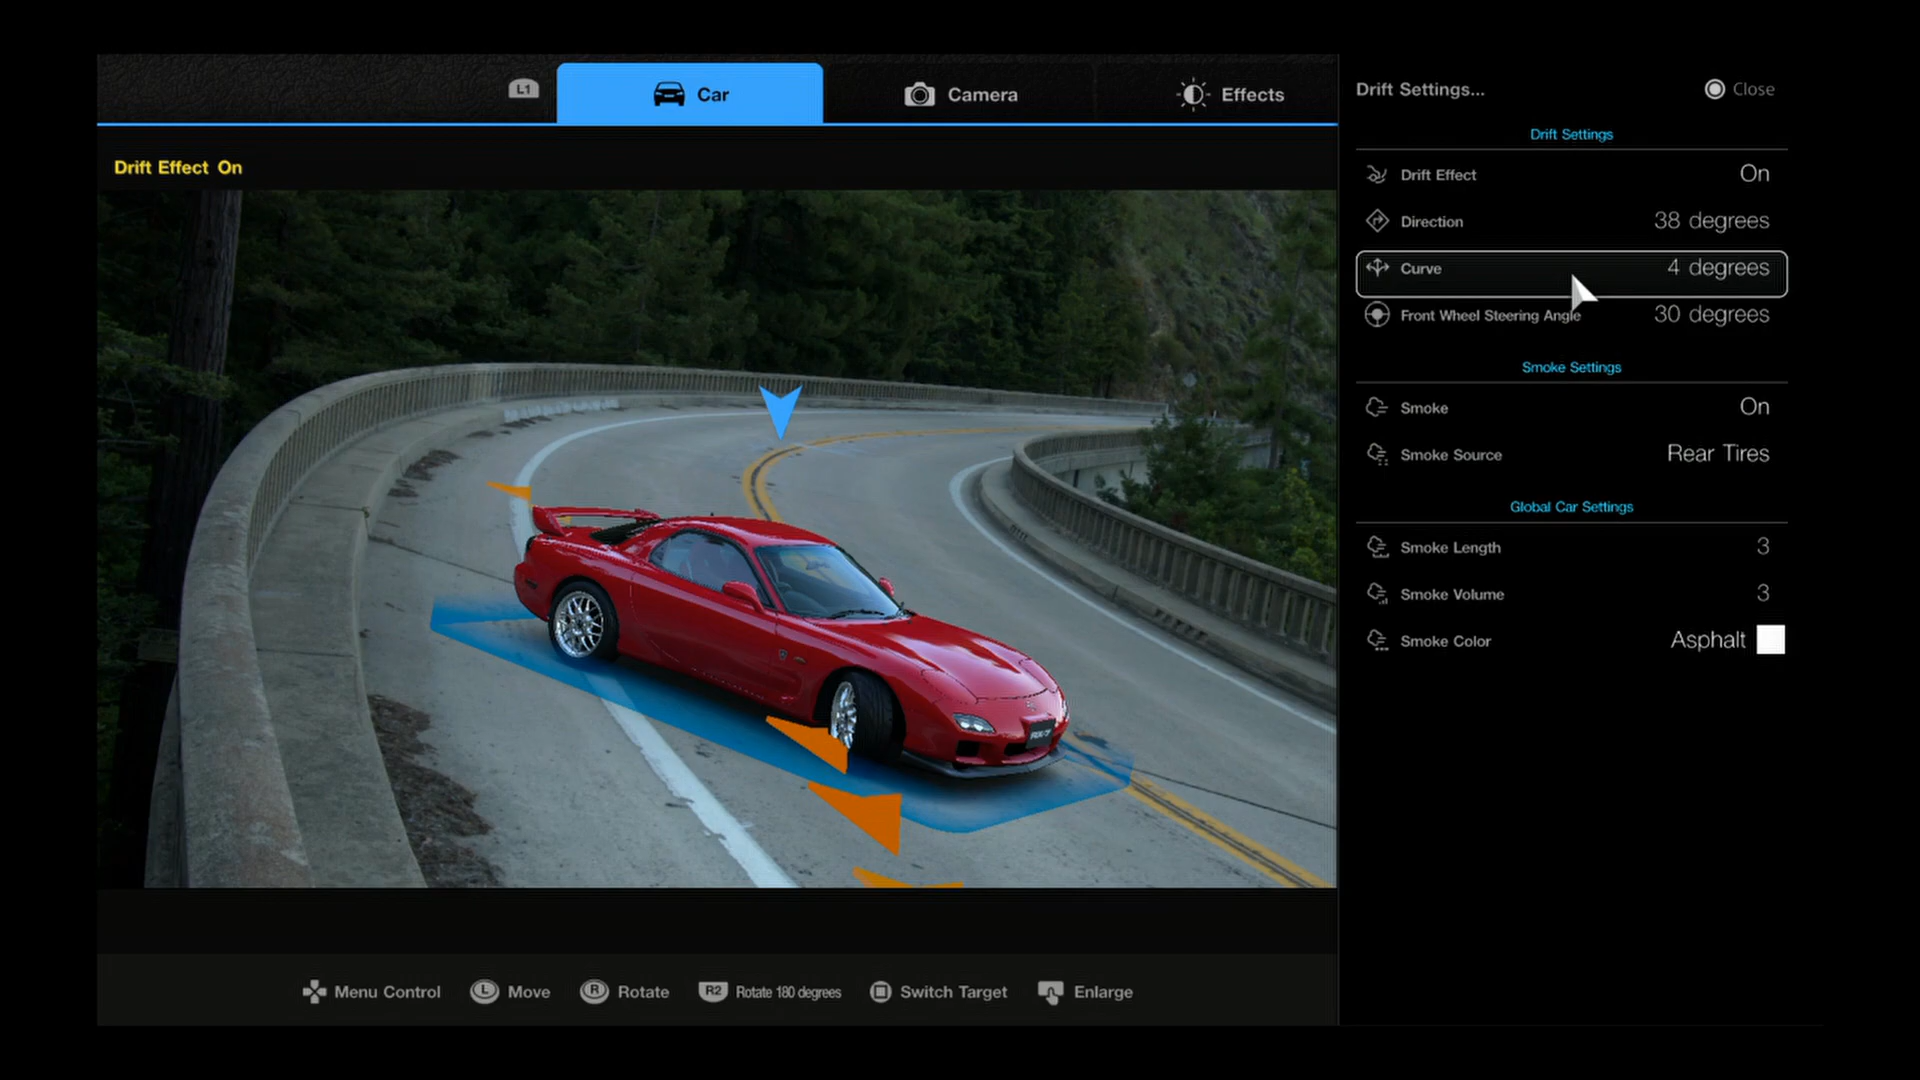 L1
Car
Camera
Effects
Drift Effect On
Drift Settings...
Close
Drift Settings
Drift Effect On
Direction 38 degrees
Curve 4 degrees
Front Wheel Steering Angle 30 degrees
Smoke Settings
Smoke On
Smoke Source Rear Tires
Global Car Settings
Smoke Length 3
Smoke Volume 3
Smoke Color Asphalt
RX-7
Menu Control
L Move
R Rotate
R2 Rotate 180 degrees
Switch Target
Enlarge